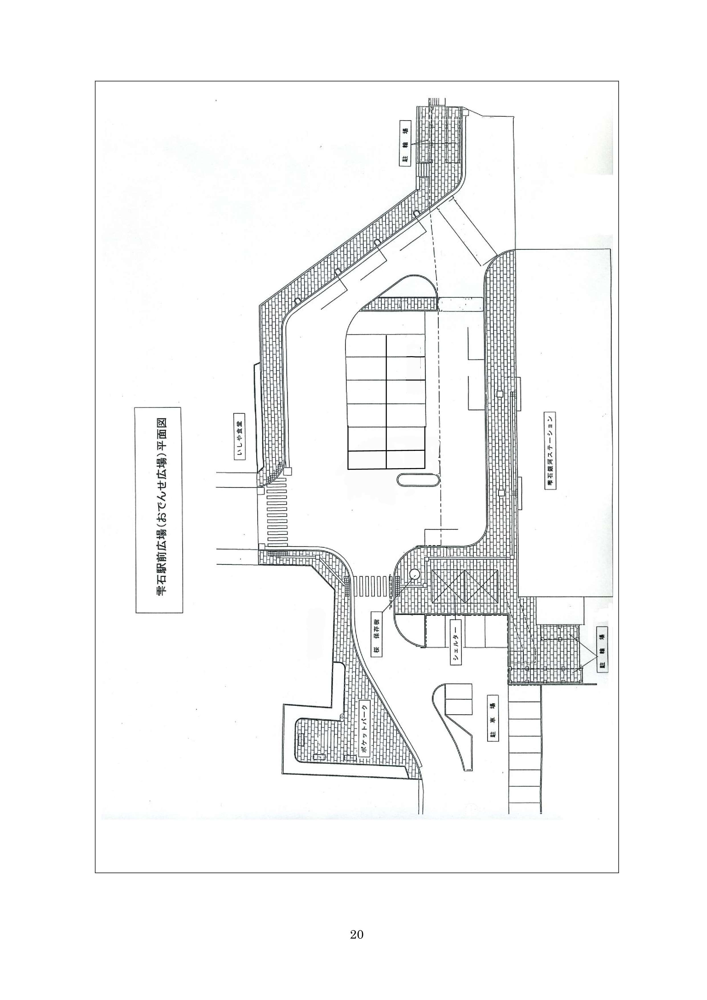 雫石駅前広場(おでんせ広場)平面図
いしや食堂
駐輪場
雫石銀河ステーション
桜 保存樹
シェルター
駐輪場
ポケットパーク
駐車場
20